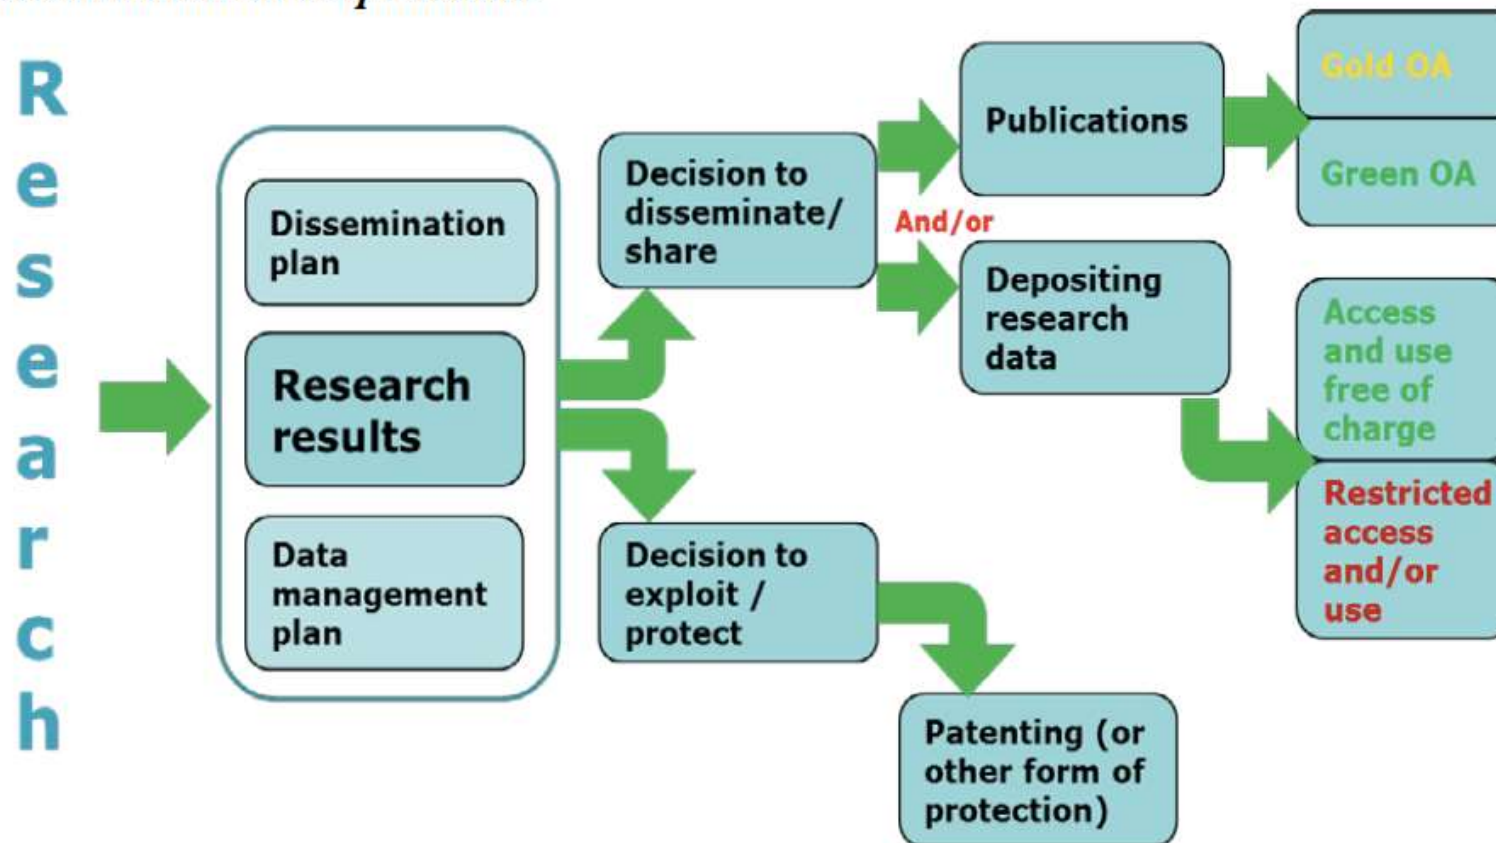 Research
Dissemination
plan
Research
results
Data
management
plan
Decision to
disseminate/
share
And/or
Decision to
exploit /
protect
Publications
Depositing
research
data
Patenting (or
other form of
protection)
Gold OA
Green OA
Access
and use
free of
charge
Restricted
access
and/or
use